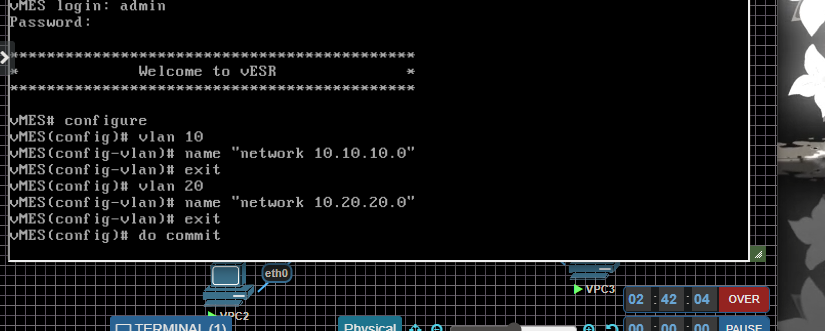 vMES login: admin
Password:
*******************************************
* Welcome to vESR *
*******************************************
vMES# configure
vMES(config)# vlan 10
vMES(config-vlan)# name "network 10.10.10.0"
vMES(config-vlan)# exit
vMES(config)# vlan 20
vMES(config-vlan)# name "network 10.20.20.0"
vMES(config-vlan)# exit
vMES(config)# do commit
eth0
VPC2
VPC3
02 : 42 : 04 OVER
TERMINAL (1)
Physical
00 : 00 : 00 PAUSE